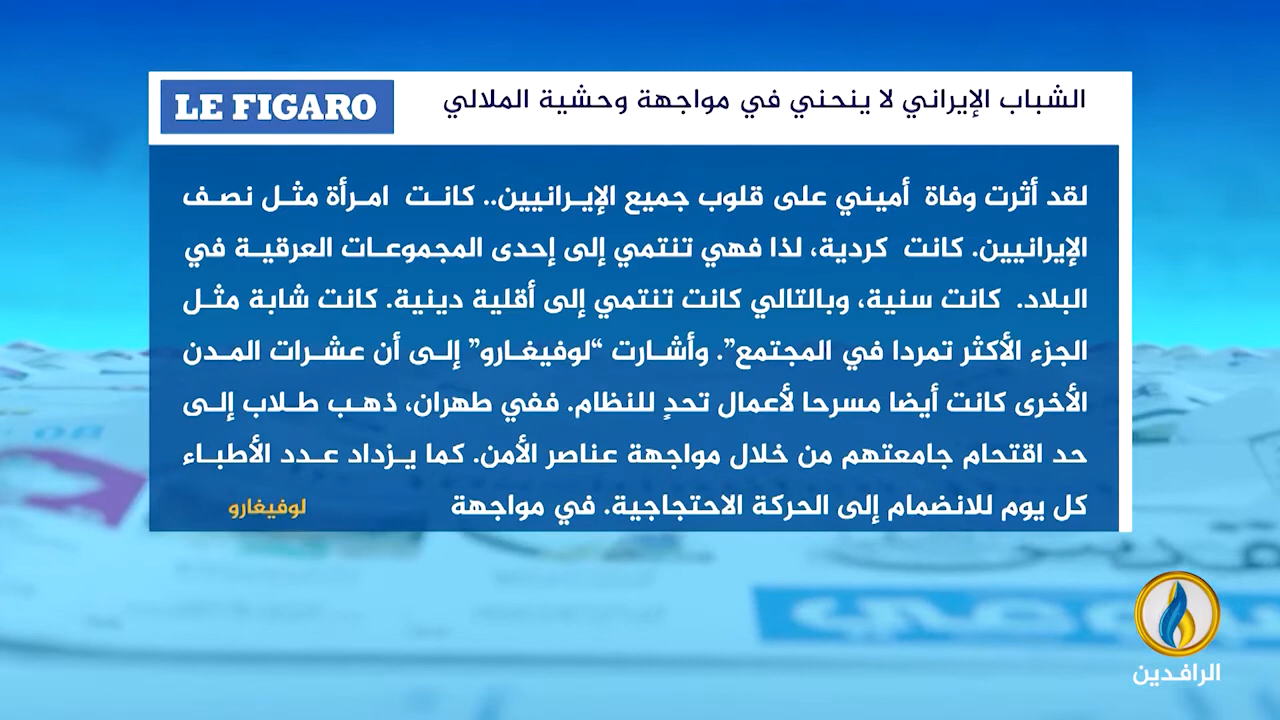 LE FIGARO
الشباب الإيراني لا ينحني في مواجهة وحشية الملالي
لقد أثرت وفاة أميني على قلوب جميع الإيرانيين.. كانت امرأة مثل نصف
الإيرانيين. كانت كردية، لذا فهي تنتمي إلى إحدى المجموعات العرقية في
البلاد. كانت سنية، وبالتالي كانت تنتمي إلى أقلية دينية. كانت شابة مثل
الجزء الأكثر تمردا في المجتمع”. وأشارت “لوفيغارو” إلى أن عشرات المدن
الأخرى كانت أيضا مسرحا لأعمال تحدٍ للنظام. ففي طهران، ذهب طلاب إلى
حد اقتحام جامعتهم من خلال مواجهة عناصر الأمن. كما يزداد عدد الأطباء
كل يوم للانضمام إلى الحركة الاحتجاجية. في مواجهة
لوفيغارو
الرافدين